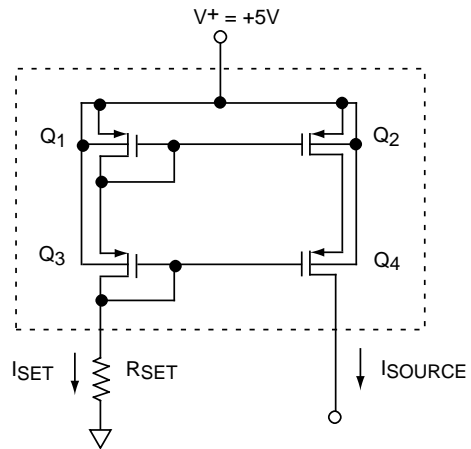 V+ = +5V
Q1
Q2
Q3
Q4
ISET
RSET
ISOURCE